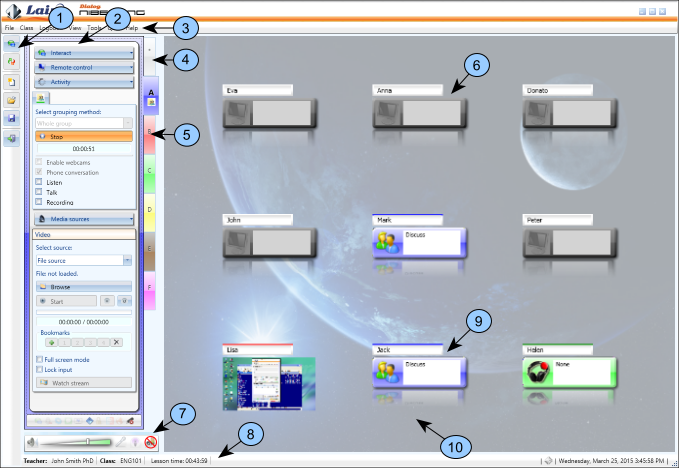 Dialog
1
2
3
File Class View Tools Help
Interact
Remote control
Activity
4
A
5
B
C
D
E
F
Select grouping method:
Whole group
Stop
00:00:51
Enable webcams
Phone conversation
Listen
Talk
Recording
Media sources
Video
Select source:
File source
File not loaded.
Browse
Start
00:00:00 / 00:00:00
Bookmarks
1 2 3 4
Full screen mode
Lock input
Watch stream
6
Eva
Anna
Donato
John
Mark
Discuss
Peter
9
Lisa
Jack
Discuss
Helen
None
10
7
8
Teacher: John Smith PhD Class: ENG101 Lesson time: 00:43:59
Wednesday, March 25, 2015 3:45:58 PM